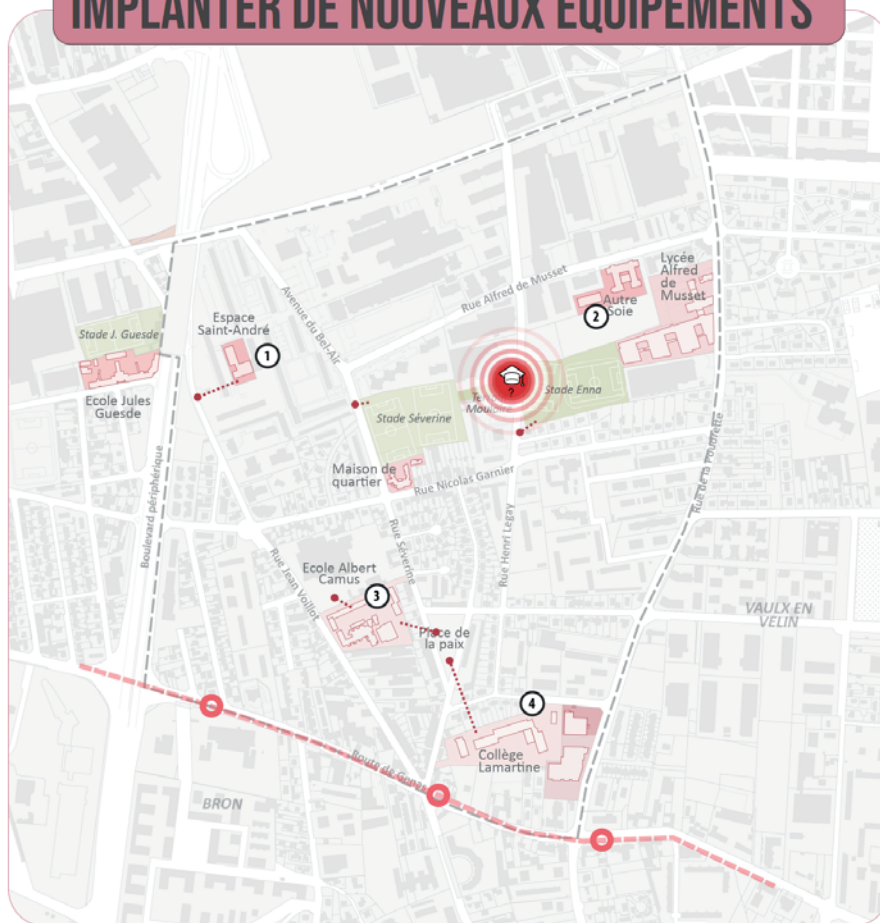 IMPLANTER DE NOUVEAUX ÉQUIPEMENTS
Lycée
Alfred
de
Musset
Rue Alfred de Musset
Autre
Soie
2
Avenue du Bel-Air
Espace
Saint-André
1
Stade J. Guesde
Ecole Jules
Guesde
?
Stade Enna
Stade Séverine
Maison de
quartier
Rue Nicolas Garnier
Rue de la Poudrette
Boulevard périphérique
Rue Henri Legay
Rue Séverine
Rue Jean Voillot
Ecole Albert
Camus
3
Place de
la paix
VAULX EN
VELIN
4
Collège
Lamartine
Route de Genas
BRON